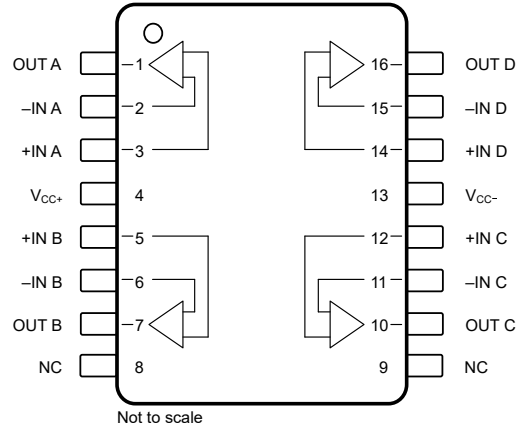 OUT A 1 16 OUT D
–IN A 2 15 –IN D
+IN A 3 14 +IN D
VCC+ 4 13 VCC–
+IN B 5 12 +IN C
–IN B 6 11 –IN C
OUT B 7 10 OUT C
NC 8 9 NC
Not to scale